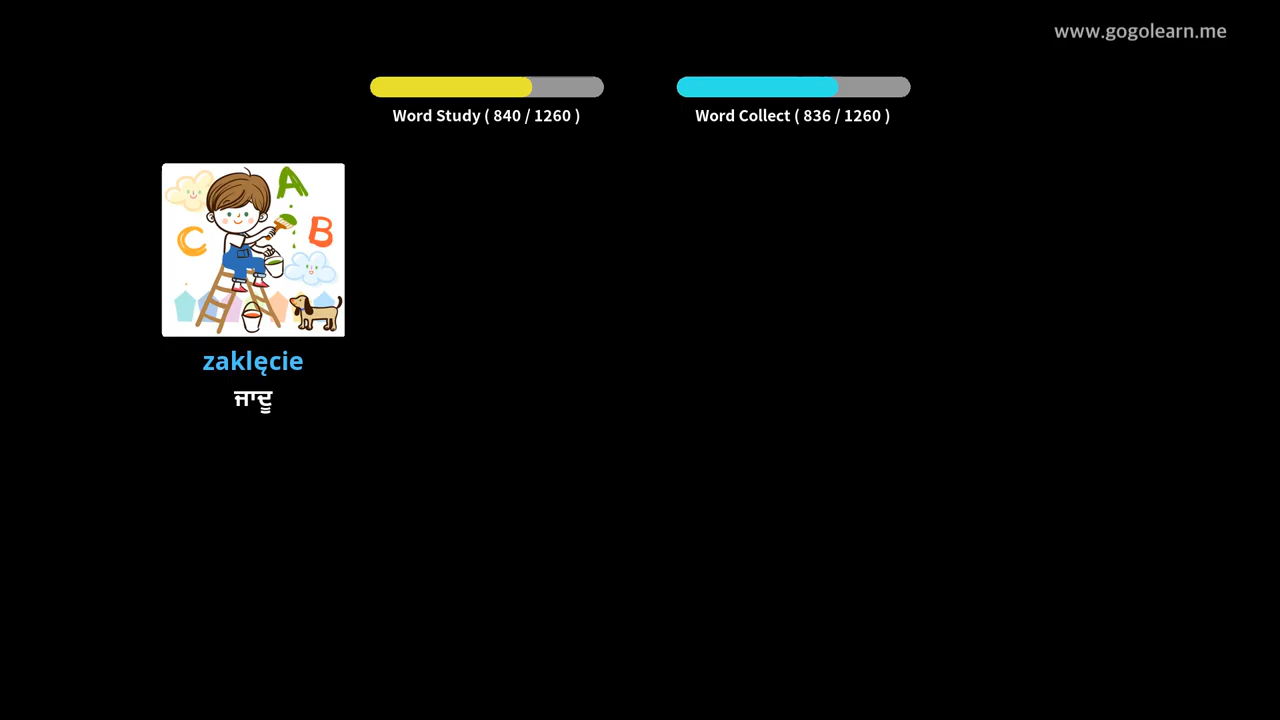 www.gogolearn.me
Word Study ( 840 / 1260 )
Word Collect ( 836 / 1260 )
A
B
C
zaklęcie
ਜਾਦੂ